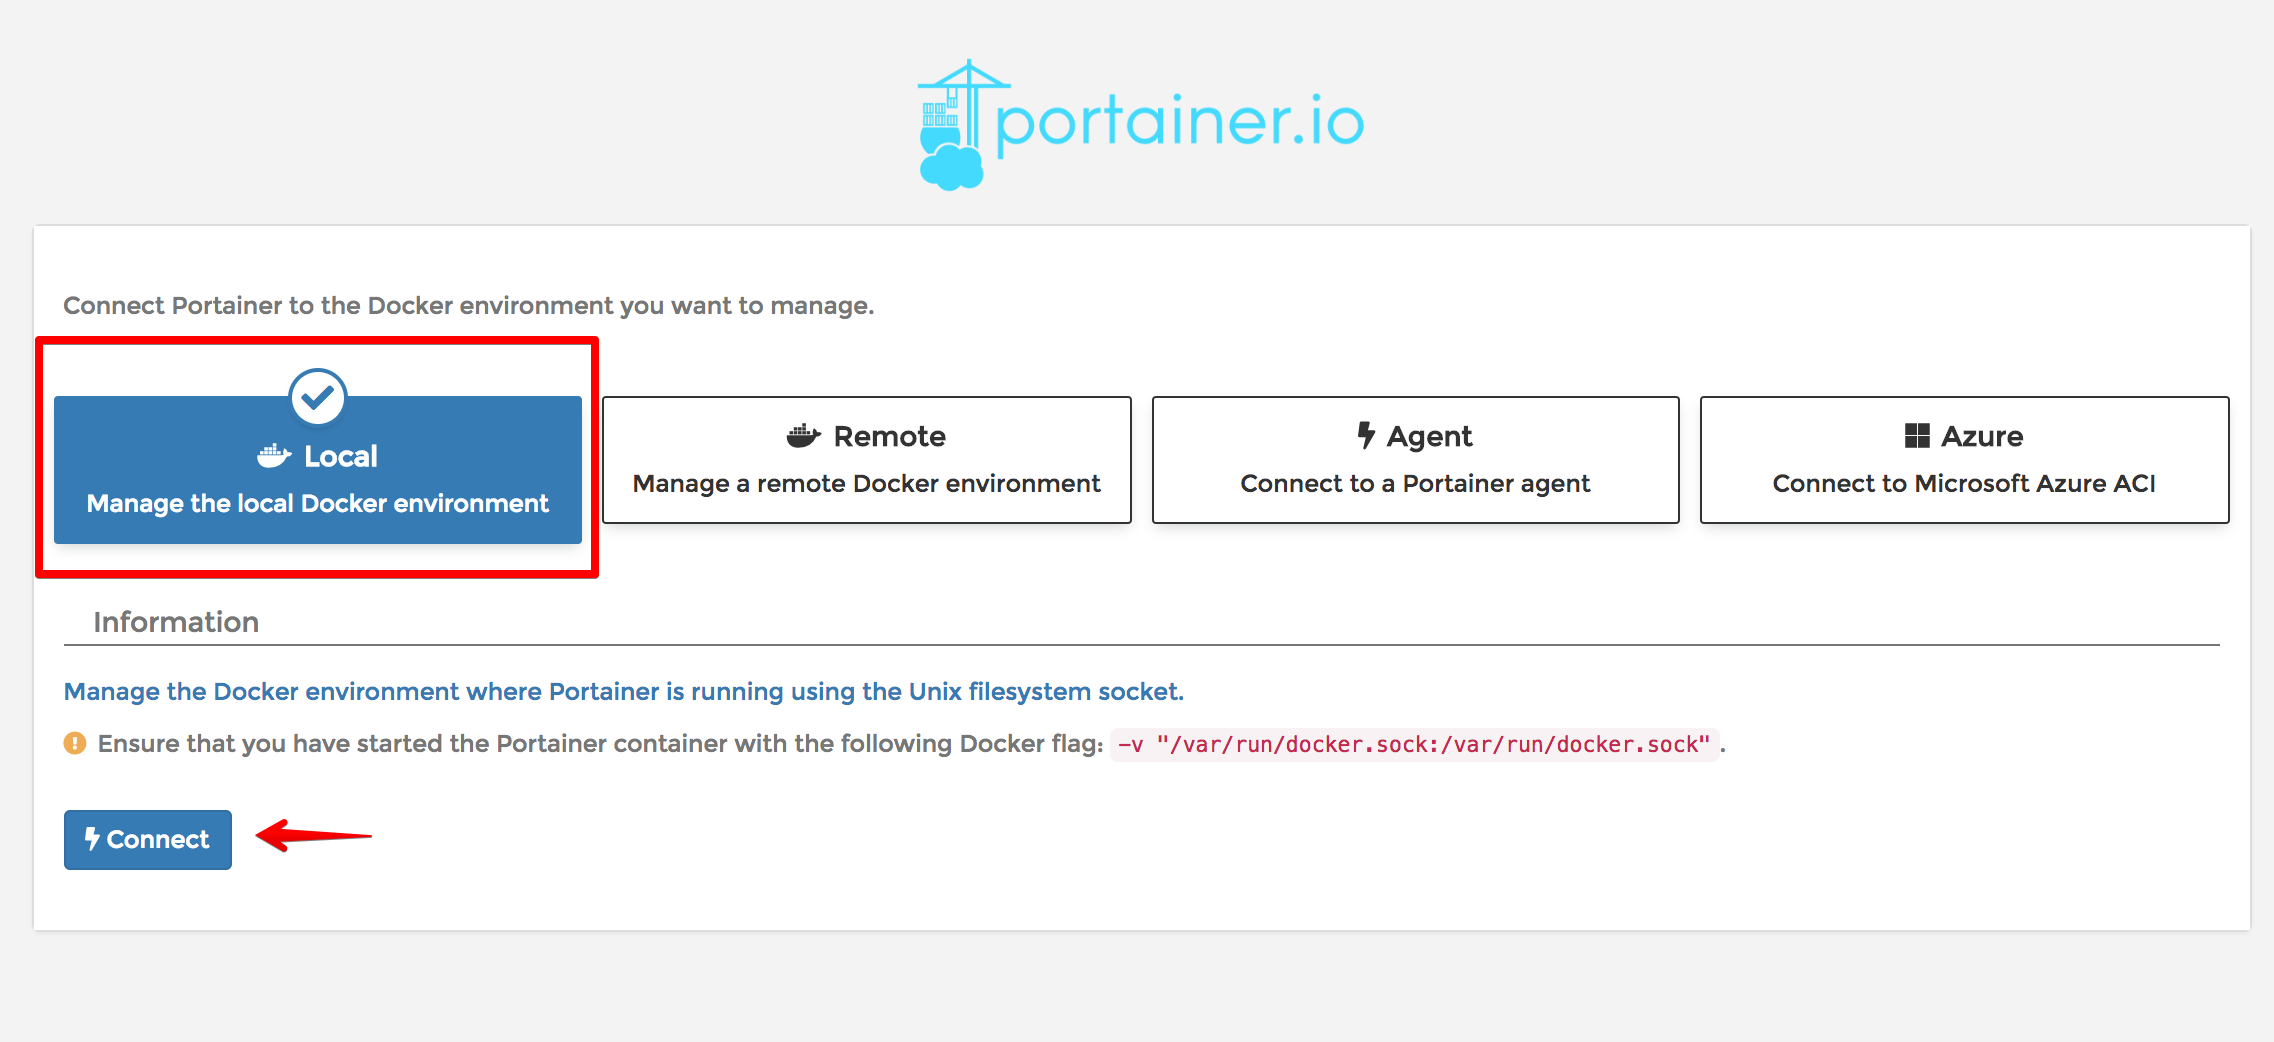 portainer.io
Connect Portainer to the Docker environment you want to manage.
Local
Manage the local Docker environment
Remote
Manage a remote Docker environment
Agent
Connect to a Portainer agent
Azure
Connect to Microsoft Azure ACI
Information
Manage the Docker environment where Portainer is running using the Unix filesystem socket.
Ensure that you have started the Portainer container with the following Docker flag: -v "/var/run/docker.sock:/var/run/docker.sock".
Connect